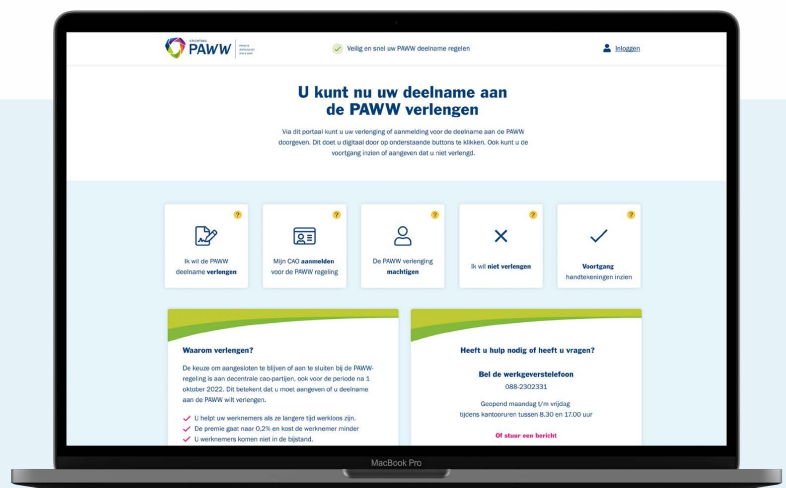 STICHTING
PAWW
Veilig en snel uw PAWW deelname regelen
Inloggen
U kunt nu uw deelname aan
de PAWW verlengen
Via dit portaal kunt u uw verlenging of aanmelding voor de deelname aan de PAWW
doorgeven. Dit doet u digitaal door op onderstaande buttons te klikken. Ook kunt u de
voortgang inzien of aangeven dat u niet verlengd.
?
?
?
?
?
Ik wil de PAWW
deelname verlengen
Mijn CAO aanmelden
voor de PAWW regeling
De PAWW verlenging
machtigen
Ik wil niet verlengen
Voortgang
handtekeningen inzien
Waarom verlengen?
De keuze om aangesloten te blijven of aan te sluiten bij de PAWW-
regeling is aan decentrale cao-partijen, ook voor de periode na 1
oktober 2022. Dit betekent dat u moet aangeven of u deelname
aan de PAWW wilt verlengen.
U helpt uw werknemers als ze langere tijd werkloos zijn.
De premie gaat naar 0,2% en kost de werknemer minder
U werknemers komen niet in de bijstand.
Heeft u hulp nodig of heeft u vragen?
Bel de werkgeverstelefoon
088-2302331
Geopend maandag t/m vrijdag
tijdens kantooruren tussen 8.30 en 17.00 uur
Of stuur een bericht
MacBook Pro